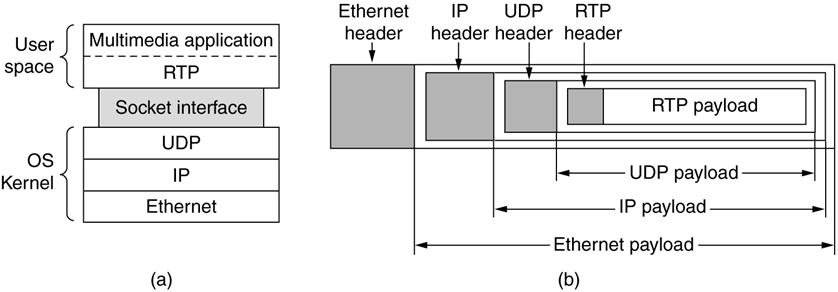 User
space
Multimedia application
RTP
Socket interface
OS
Kernel
UDP
IP
Ethernet
(a)
Ethernet
header
IP
header
UDP
header
RTP
header
RTP payload
UDP payload
IP payload
Ethernet payload
(b)